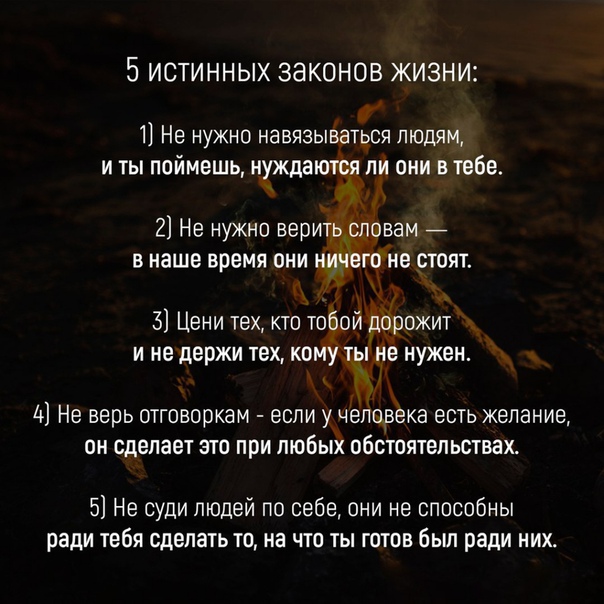 5 истинных законов жизни:
1) Не нужно навязываться людям,
и ты поймешь, нуждаются ли они в тебе.
2) Не нужно верить словам —
в наше время они ничего не стоят.
3) Цени тех, кто тобой дорожит
и не держи тех, кому ты не нужен.
4) Не верь отговоркам - если у человека есть желание,
он сделает это при любых обстоятельствах.
5) Не суди людей по себе, они не способны
ради тебя сделать то, на что ты готов был ради них.